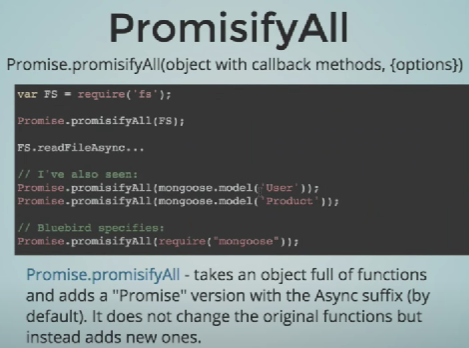 PromisifyAll
Promise.promisifyAll(object with callback methods, {options})
var FS = require('fs');
Promise.promisifyAll(FS);
FS.readFileAsync...
// I've also seen:
Promise.promisifyAll(mongoose.model('User'));
Promise.promisifyAll(mongoose.model('Product'));
// Bluebird specifies:
Promise.promisifyAll(require("mongoose"));
Promise.promisifyAll - takes an object full of functions
and adds a "Promise" version with the Async suffix (by
default). It does not change the original functions but
instead adds new ones.